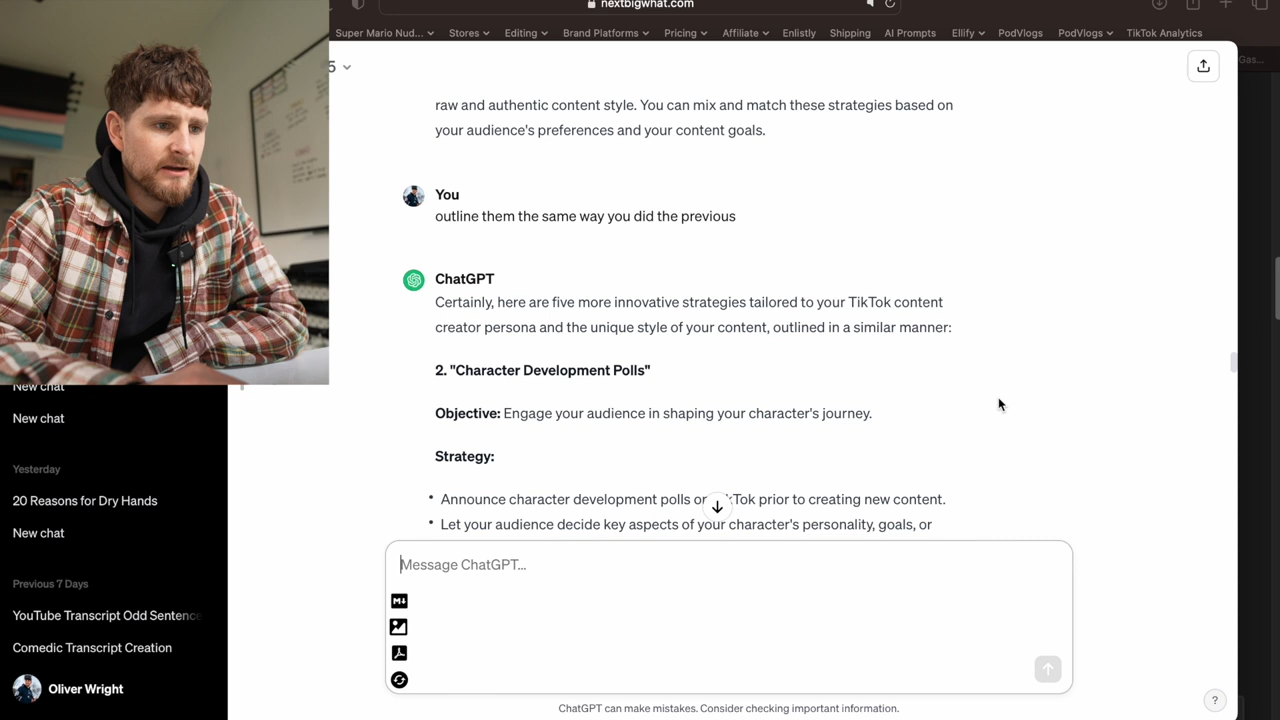 nextbigwhat.com
Super Mario Nud... Stores Editing Brand Platforms Pricing Affiliate Enlistly Shipping AI Prompts Ellify PodVlogs PodVlogs TikTok Analytics
Gas...
5
raw and authentic content style. You can mix and match these strategies based on
your audience's preferences and your content goals.
You
outline them the same way you did the previous
ChatGPT
Certainly, here are five more innovative strategies tailored to your TikTok content
creator persona and the unique style of your content, outlined in a similar manner:
2. "Character Development Polls"
Objective: Engage your audience in shaping your character's journey.
Strategy:
• Announce character development polls on TikTok prior to creating new content.
• Let your audience decide key aspects of your character's personality, goals, or
Message ChatGPT...
ChatGPT can make mistakes. Consider checking important information.
?
New chat
New chat
Yesterday
20 Reasons for Dry Hands
New chat
Previous 7 Days
YouTube Transcript Odd Sentence
Comedic Transcript Creation
Oliver Wright